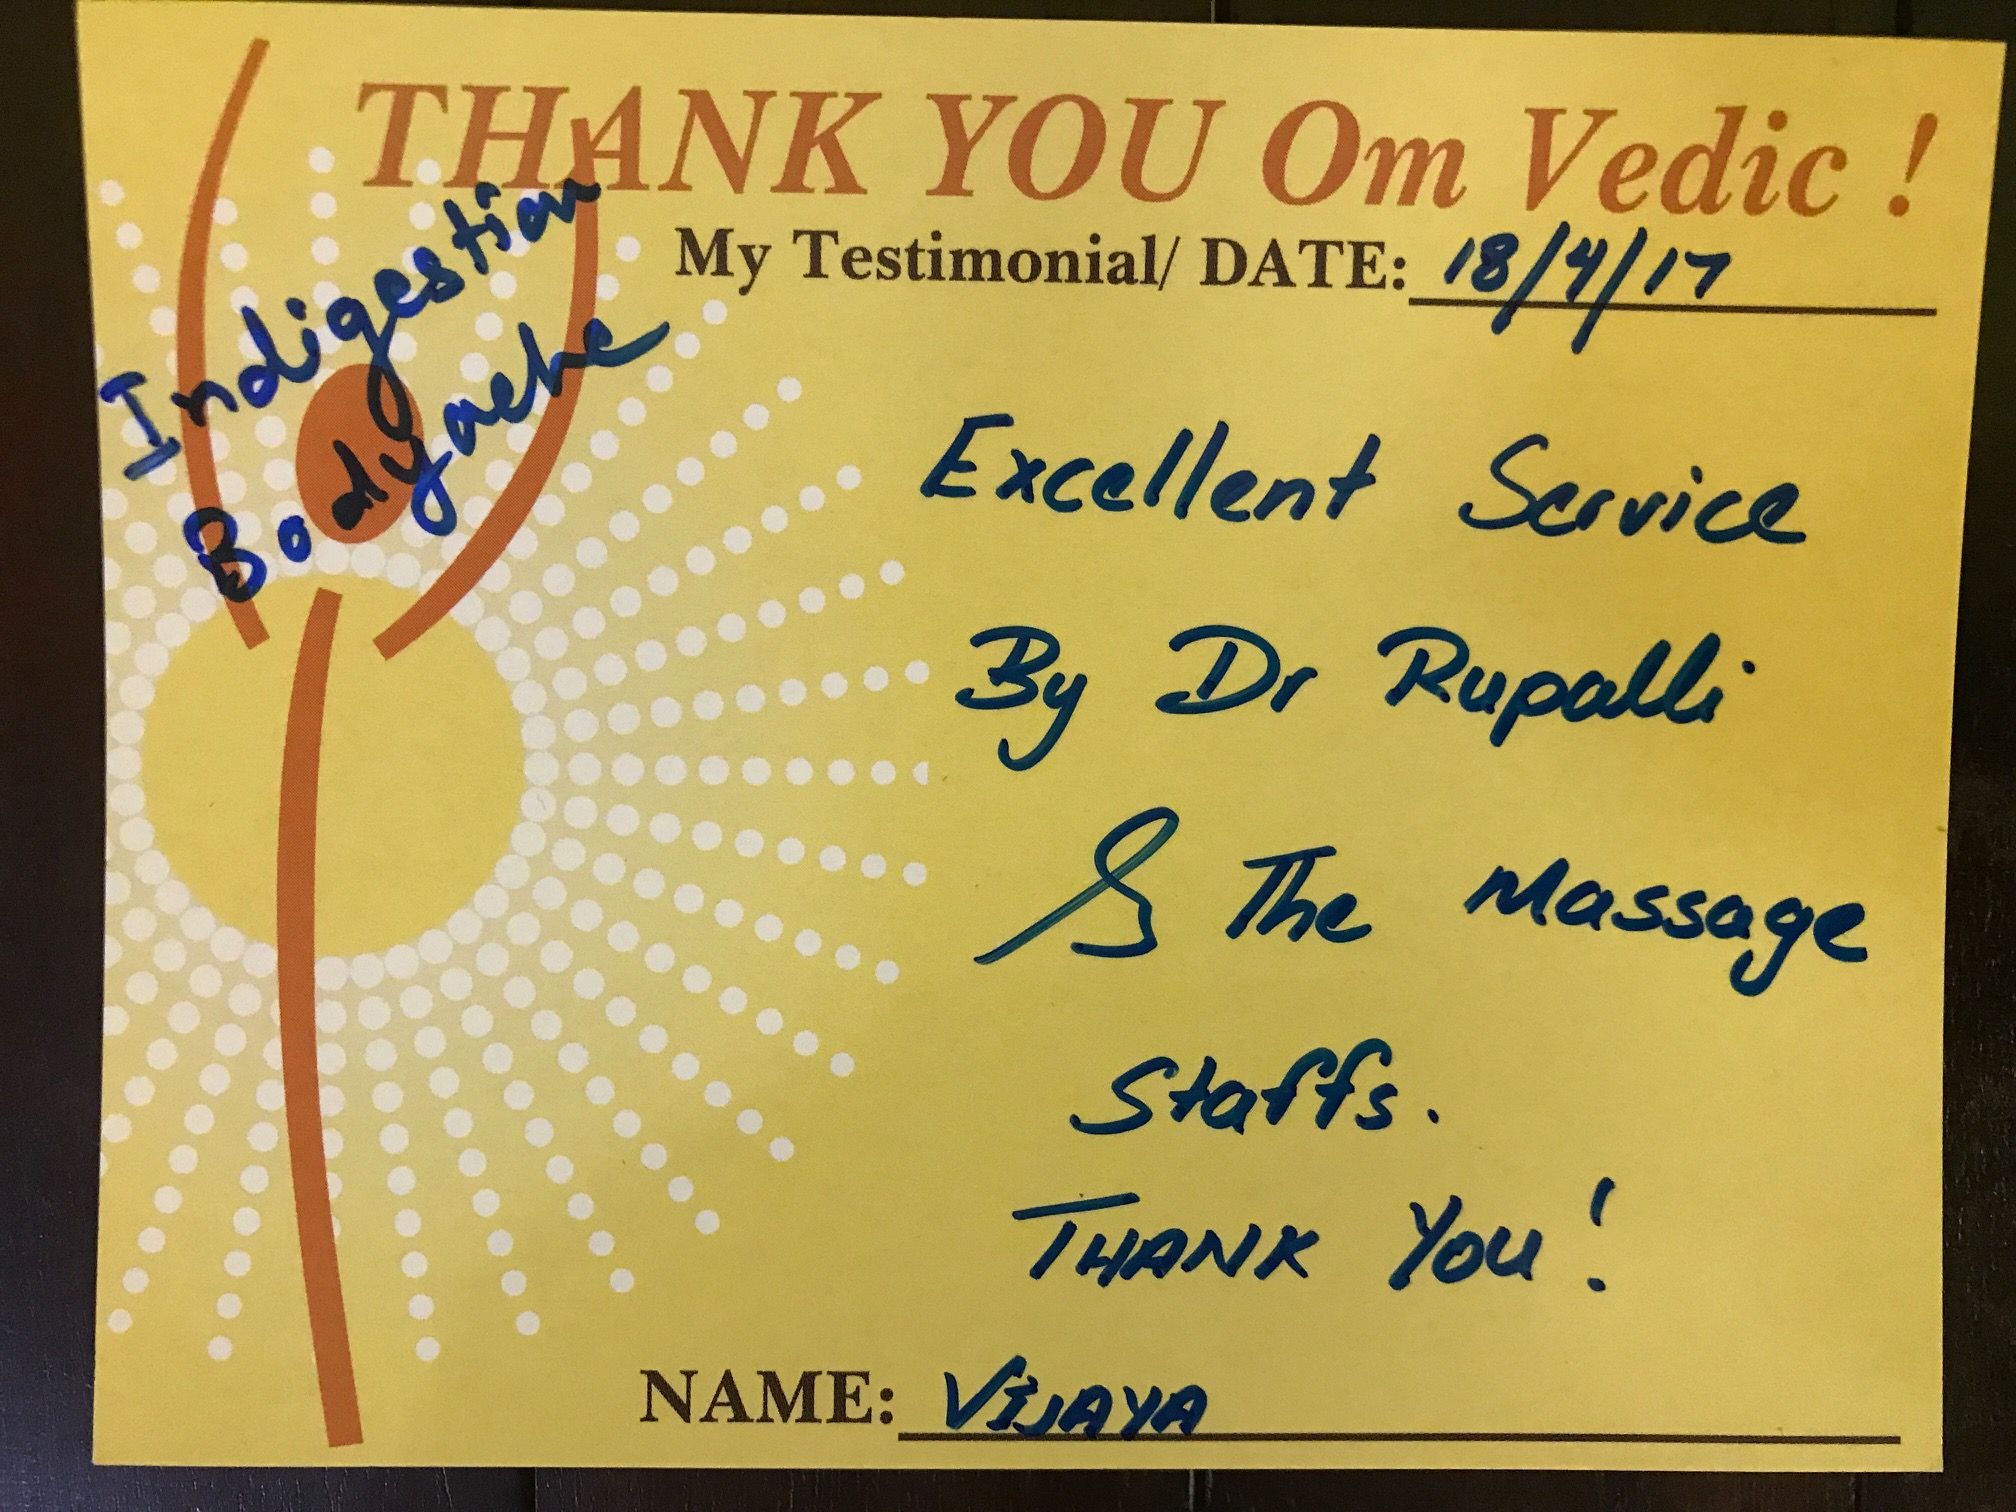 THANK YOU Om Vedic !
My Testimonial/ DATE: 18/4/17
Indigestion
Bodyache
Excellent Service
By Dr Rupalli
& The Massage
Staffs.
THANK YOU!
NAME: VIJAYA